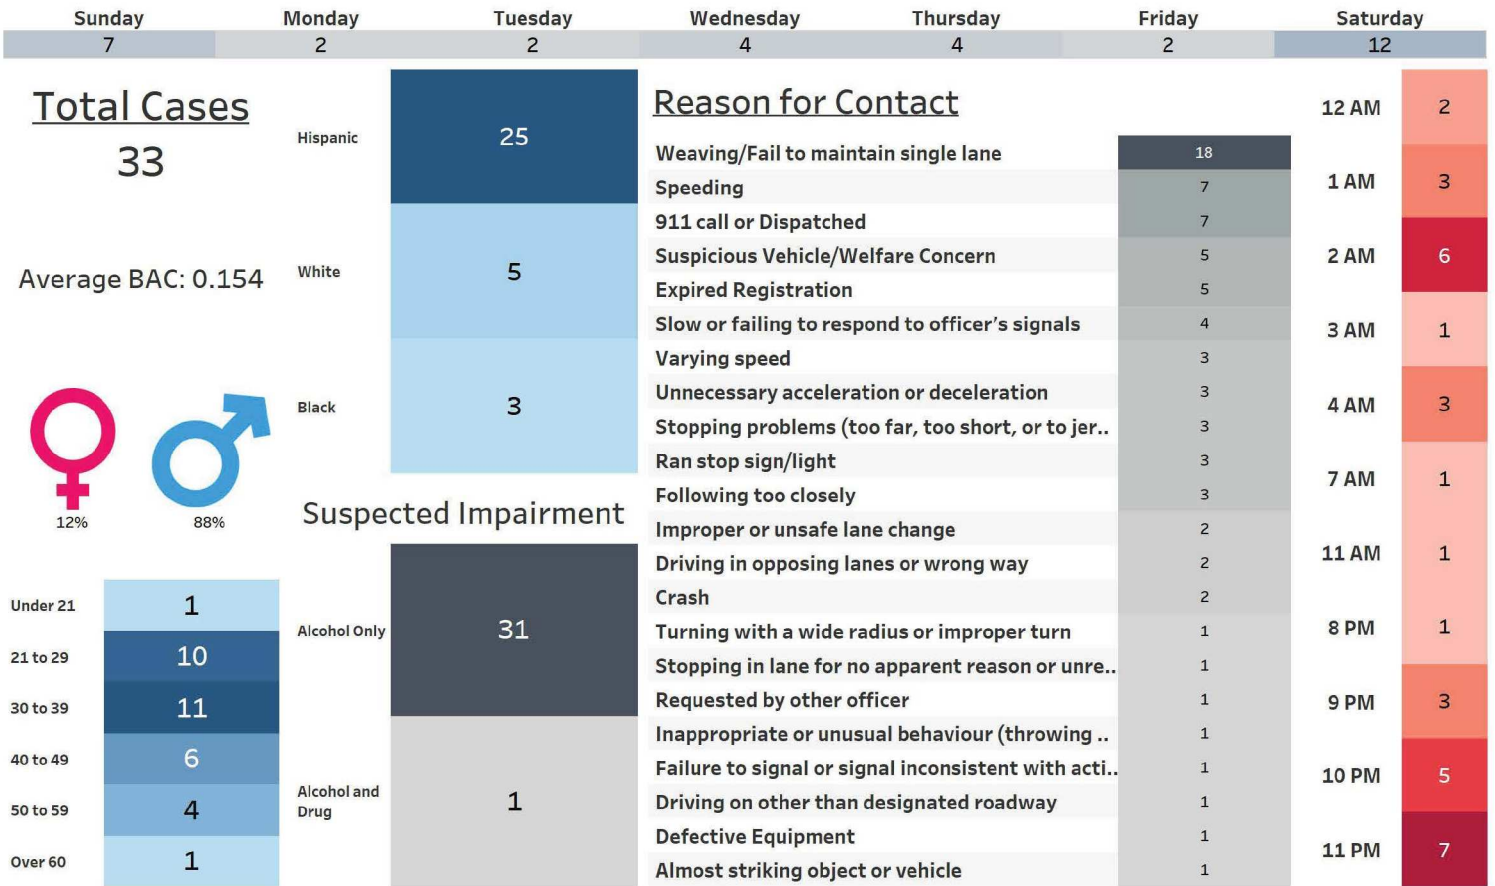 Sunday Monday Tuesday Wednesday Thursday Friday Saturday
7 2 2 4 4 2 12
Total Cases
33
Average BAC: 0.154
12% 88%
Under 21 1
21 to 29 10
30 to 39 11
40 to 49 6
50 to 59 4
Over 60 1
Hispanic 25
White 5
Black 3
Suspected Impairment
Alcohol Only 31
Alcohol and
Drug 1
Reason for Contact
Weaving/Fail to maintain single lane 18
Speeding 7
911 call or Dispatched 7
Suspicious Vehicle/Welfare Concern 5
Expired Registration 5
Slow or failing to respond to officer's signals 4
Varying speed 3
Unnecessary acceleration or deceleration 3
Stopping problems (too far, too short, or to jer.. 3
Ran stop sign/light 3
Following too closely 3
Improper or unsafe lane change 2
Driving in opposing lanes or wrong way 2
Crash 2
Turning with a wide radius or improper turn 1
Stopping in lane for no apparent reason or unre.. 1
Requested by other officer 1
Inappropriate or unusual behaviour (throwing .. 1
Failure to signal or signal inconsistent with acti.. 1
Driving on other than designated roadway 1
Defective Equipment 1
Almost striking object or vehicle 1
12 AM 2
1 AM 3
2 AM 6
3 AM 1
4 AM 3
7 AM 1
11 AM 1
8 PM 1
9 PM 3
10 PM 5
11 PM 7